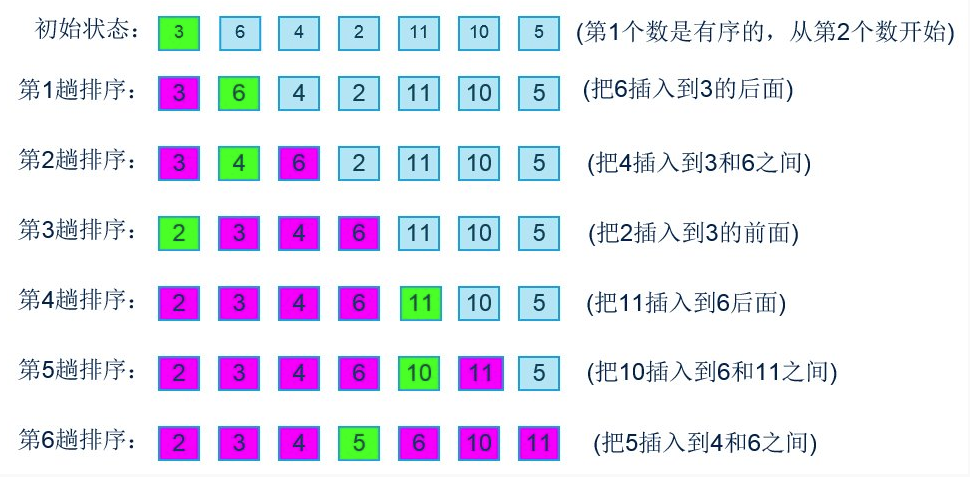 初始状态： 3 6 4 2 11 10 5 (第1个数是有序的，从第2个数开始)
第1趟排序： 3 6 4 2 11 10 5 (把6插入到3的后面)
第2趟排序： 3 4 6 2 11 10 5 (把4插入到3和6之间)
第3趟排序： 2 3 4 6 11 10 5 (把2插入到3的前面)
第4趟排序： 2 3 4 6 11 10 5 (把11插入到6后面)
第5趟排序： 2 3 4 6 10 11 5 (把10插入到6和11之间)
第6趟排序： 2 3 4 5 6 10 11 (把5插入到4和6之间)